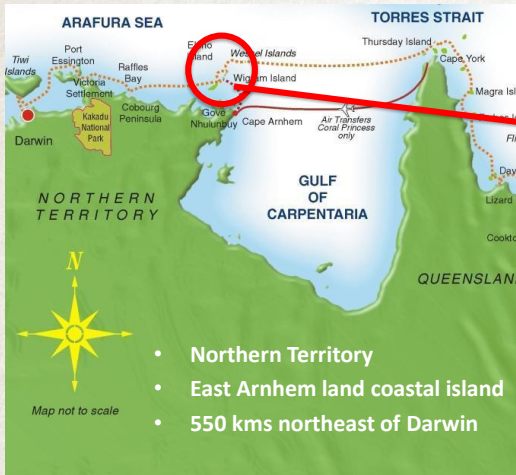 ARAFURA SEA
TORRES STRAIT
Tiwi
Islands
Port
Essington
Victoria
Settlement
Raffles
Bay
Wessel Islands
Thursday Island
Cape York
Wigram Island
Magra Isl
Darwin
Kakadu
National
Park
Cobourg
Peninsula
Gove
Nhulunbuy
Cape Arnhem
Air Transfers
Coral Princess
only
Day
Lizard
Cookto
GULF
OF
CARPENTARIA
NORTHERN
TERRITORY
QUEENSLAN
N
Map not to scale
• Northern Territory
• East Arnhem land coastal island
• 550 kms northeast of Darwin